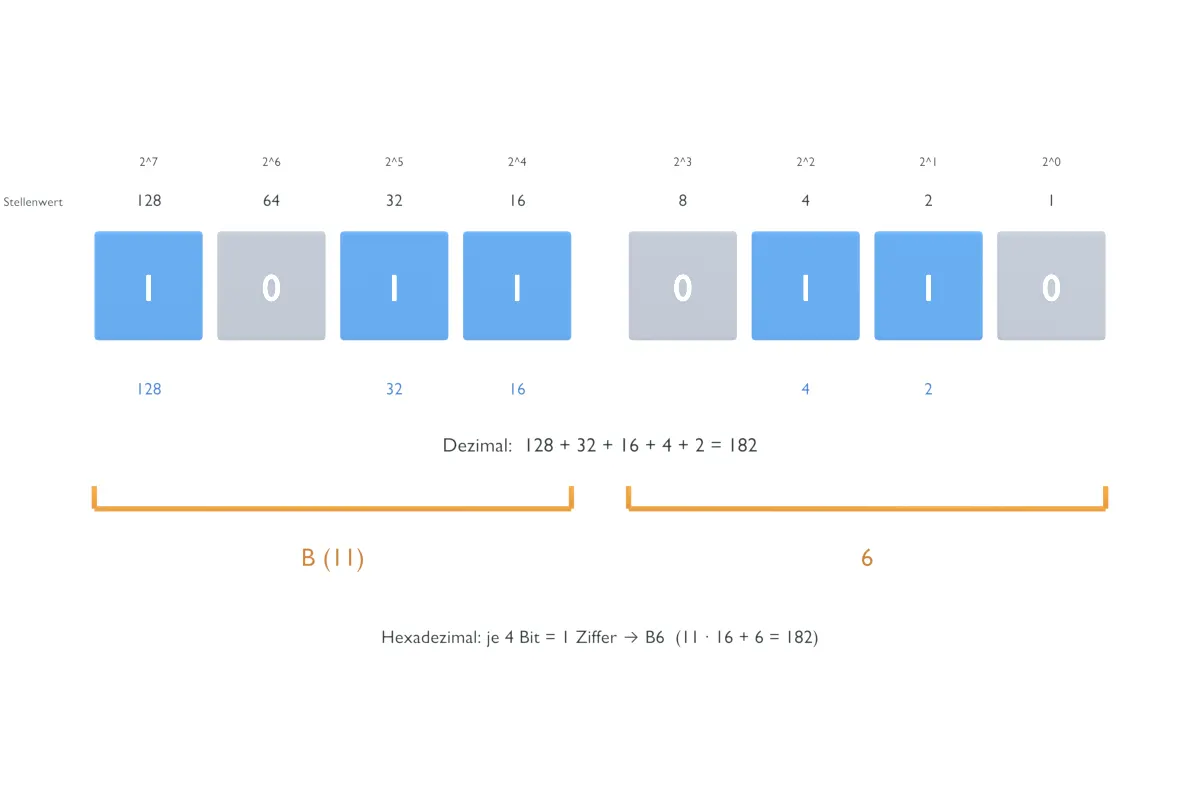 2^7 2^6 2^5 2^4 2^3 2^2 2^1 2^0
Stellenwert 128 64 32 16 8 4 2 1
1 0 1 1 0 1 1 0
128 32 16 4 2
Dezimal: 128 + 32 + 16 + 4 + 2 = 182
B (11) 6
Hexadezimal: je 4 Bit = 1 Ziffer → B6 (11 · 16 + 6 = 182)